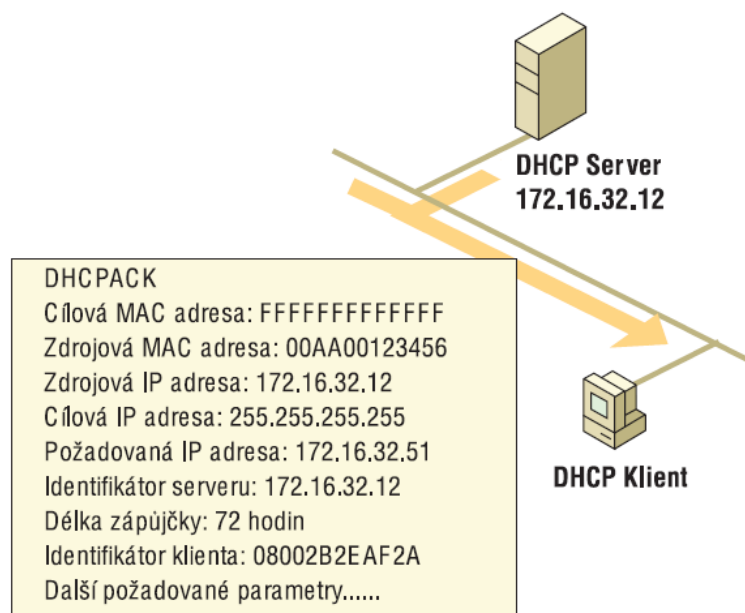 DHCP Server
172.16.32.12
DHCPACK
Cílová MAC adresa: FFFFFFFFFFFFF
Zdrojová MAC adresa: 00AA00123456
Zdrojová IP adresa: 172.16.32.12
Cílová IP adresa: 255.255.255.255
Požadovaná IP adresa: 172.16.32.51
Identifikátor serveru: 172.16.32.12
Délka zápůjčky: 72 hodin
Identifikátor klienta: 08002B2EAF2A
Další požadované parametry......
DHCP Klient